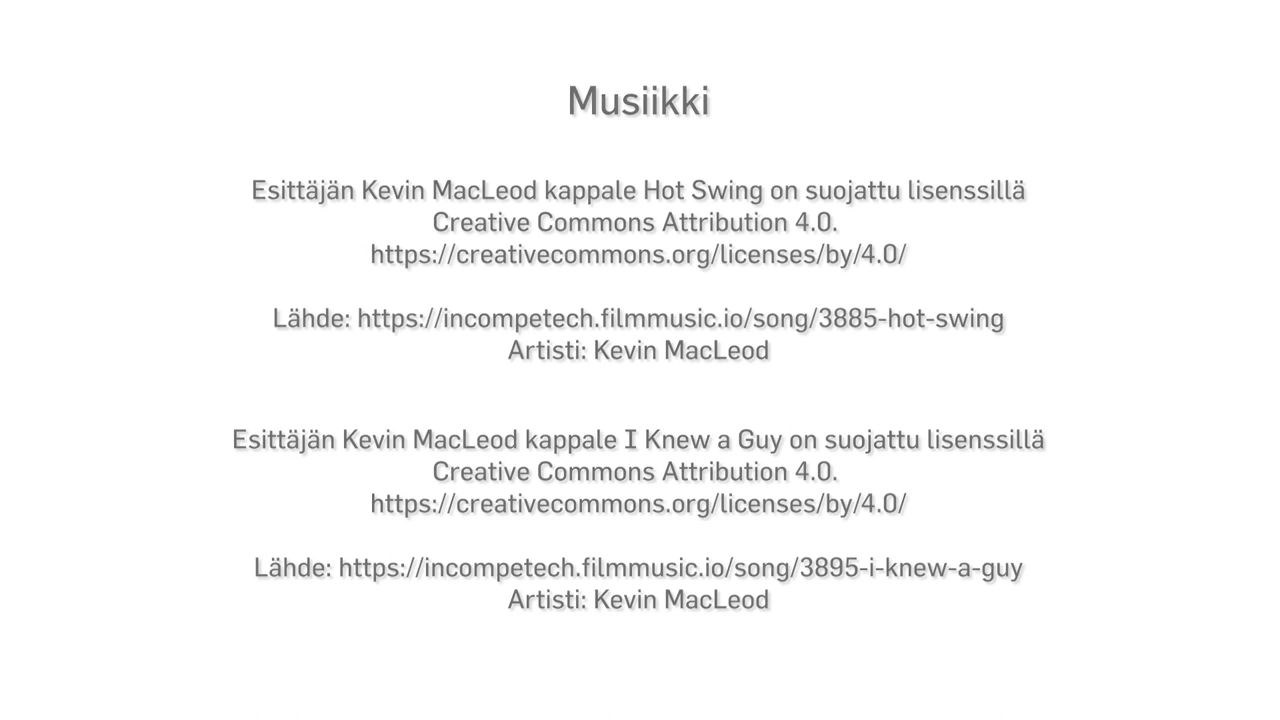 Musiikki
Esittäjän Kevin MacLeod kappale Hot Swing on suojattu lisenssillä
Creative Commons Attribution 4.0.
https://creativecommons.org/licenses/by/4.0/
Lähde: https://incompetech.filmmusic.io/song/3885-hot-swing
Artisti: Kevin MacLeod
Esittäjän Kevin MacLeod kappale I Knew a Guy on suojattu lisenssillä
Creative Commons Attribution 4.0.
https://creativecommons.org/licenses/by/4.0/
Lähde: https://incompetech.filmmusic.io/song/3895-i-knew-a-guy
Artisti: Kevin MacLeod